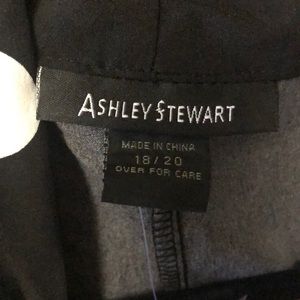 ASHLEY STEWART
MADE IN CHINA
18/20
OVER FOR CARE